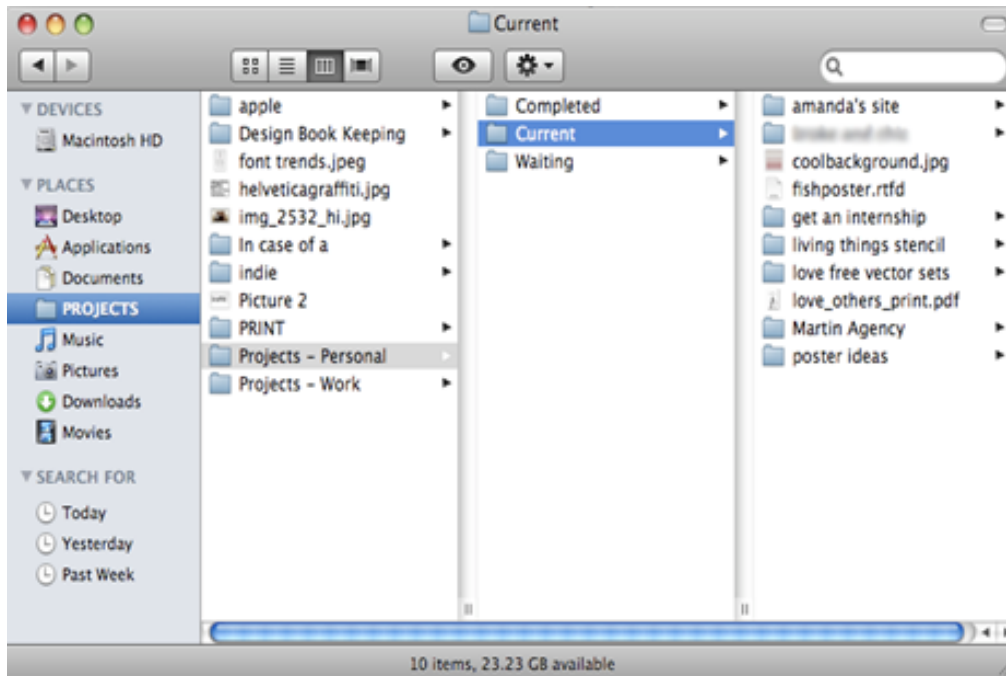 Current
DEVICES
Macintosh HD
PLACES
Desktop
Applications
Documents
PROJECTS
Music
Pictures
Downloads
Movies
SEARCH FOR
Today
Yesterday
Past Week
apple
Design Book Keeping
font trends.jpeg
helveticagraffiti.jpg
img_2532_hi.jpg
In case of a
indie
Picture 2
PRINT
Projects - Personal
Projects - Work
Completed
Current
Waiting
amanda's site
coolbackground.jpg
fishposter.rtfd
get an internship
living things stencil
love free vector sets
love_others_print.pdf
Martin Agency
poster ideas
10 items, 23.23 GB available